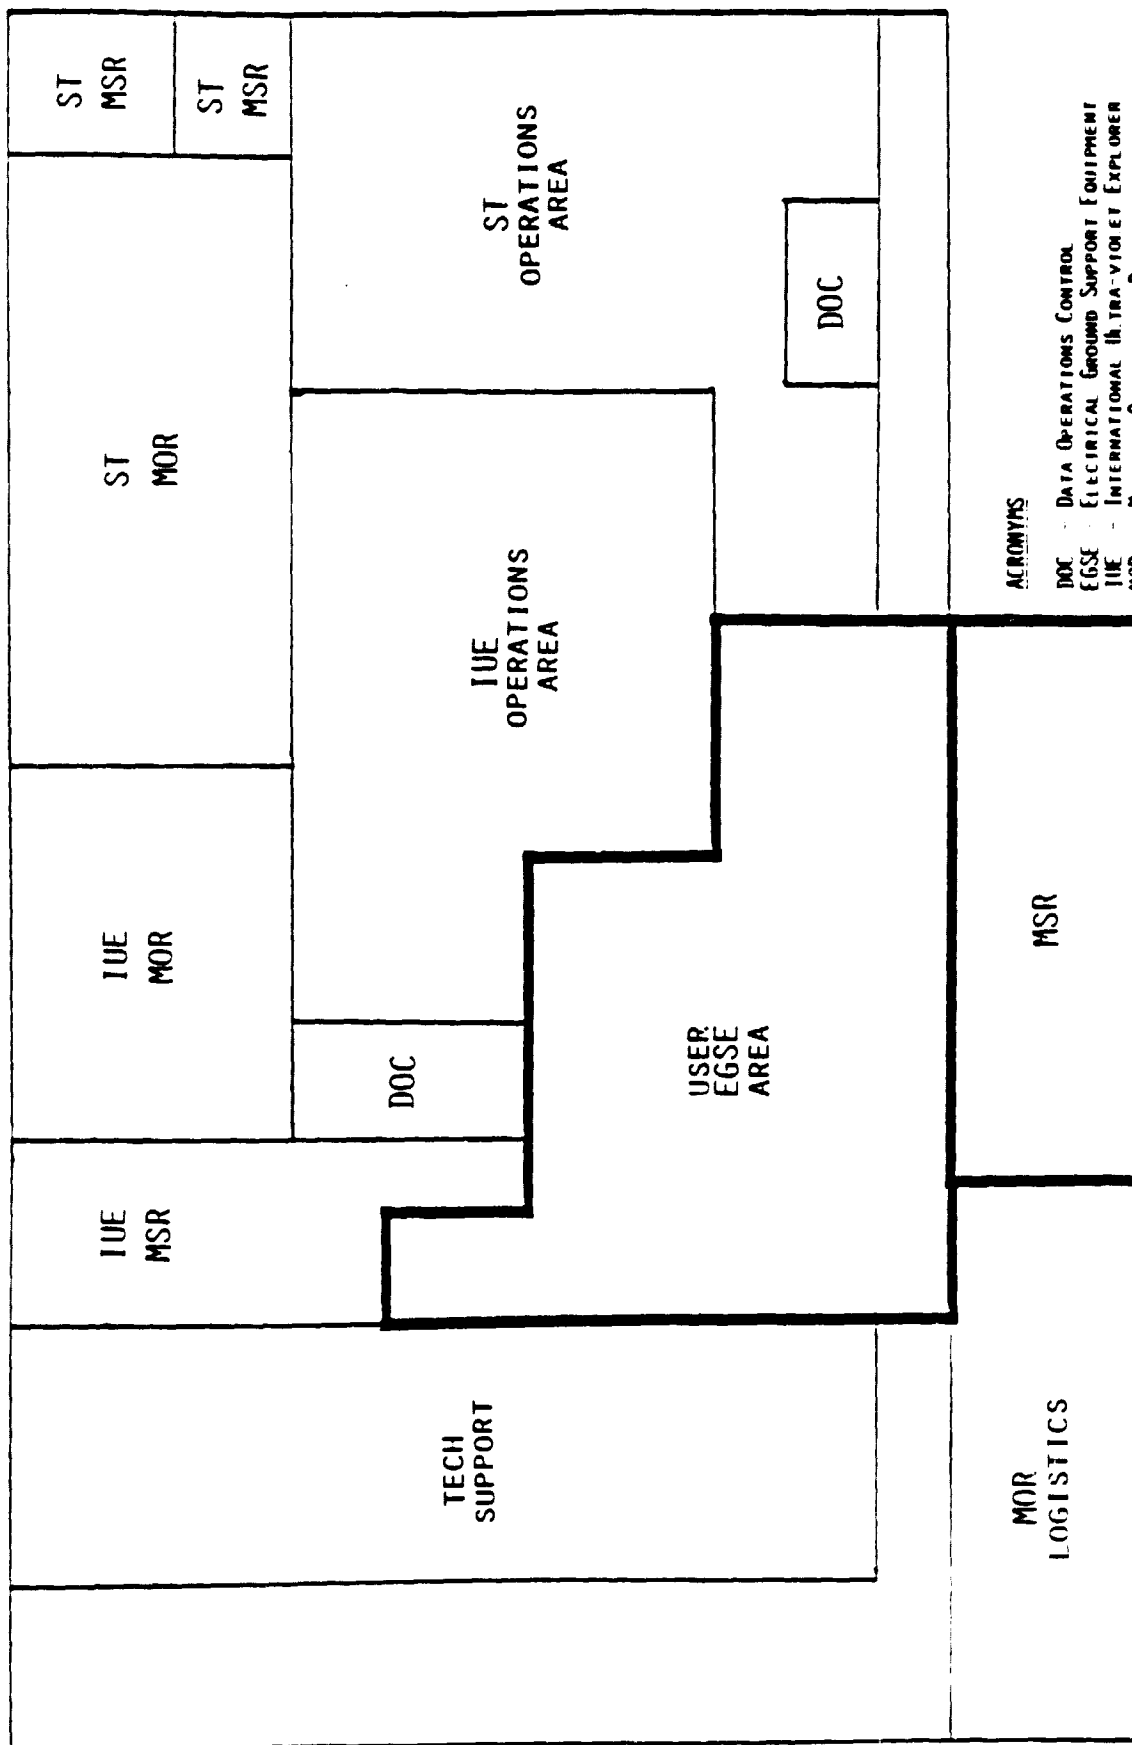 IUE
MSR
IUE
MOR
ST
MOR
ST
MSR
ST
MSR
TECH
SUPPORT
DOC
IUE
OPERATIONS
AREA
ST
OPERATIONS
AREA
USER
EGSE
AREA
DOC
MOR
LOGISTICS
MSR
ACRONYMS
DOC - DATA OPERATIONS CONTROL
EGSE - ELECTRICAL GROUND SUPPORT EQUIPMENT
IUE - INTERNATIONAL ULTRA-VIOLET EXPLORER